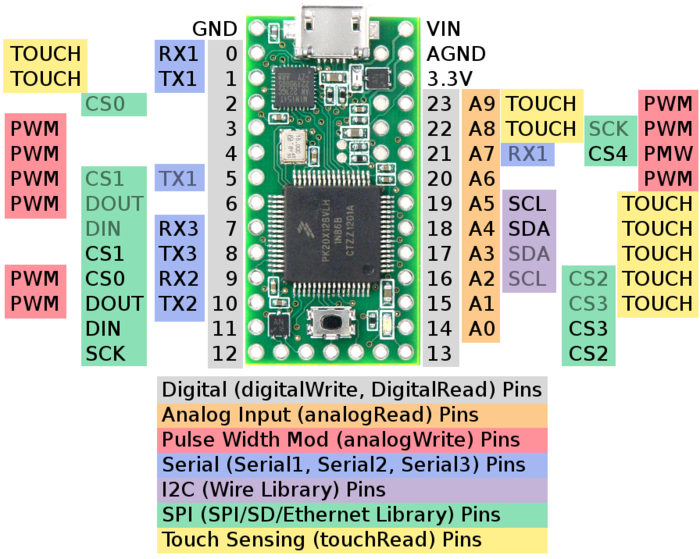 GND VIN
TOUCH RX1 0 AGND
TOUCH TX1 1 3.3V
CS0 2 23 A9 TOUCH PWM
PWM 3 22 A8 TOUCH SCK PWM
PWM 4 21 A7 RX1 CS4 PMW
PWM CS1 TX1 5 20 A6 PWM
PWM DOUT 6 19 A5 SCL TOUCH
DIN RX3 7 18 A4 SDA TOUCH
CS1 TX3 8 17 A3 SDA TOUCH
PWM CS0 RX2 9 16 A2 SCL CS2 TOUCH
PWM DOUT TX2 10 15 A1 CS3 TOUCH
DIN 11 14 A0 CS3
SCK 12 13 CS2
PK20X128VLH
1N86B
CTZZ1201A
Digital (digitalWrite, DigitalRead) Pins
Analog Input (analogRead) Pins
Pulse Width Mod (analogWrite) Pins
Serial (Serial1, Serial2, Serial3) Pins
I2C (Wire Library) Pins
SPI (SPI/SD/Ethernet Library) Pins
Touch Sensing (touchRead) Pins